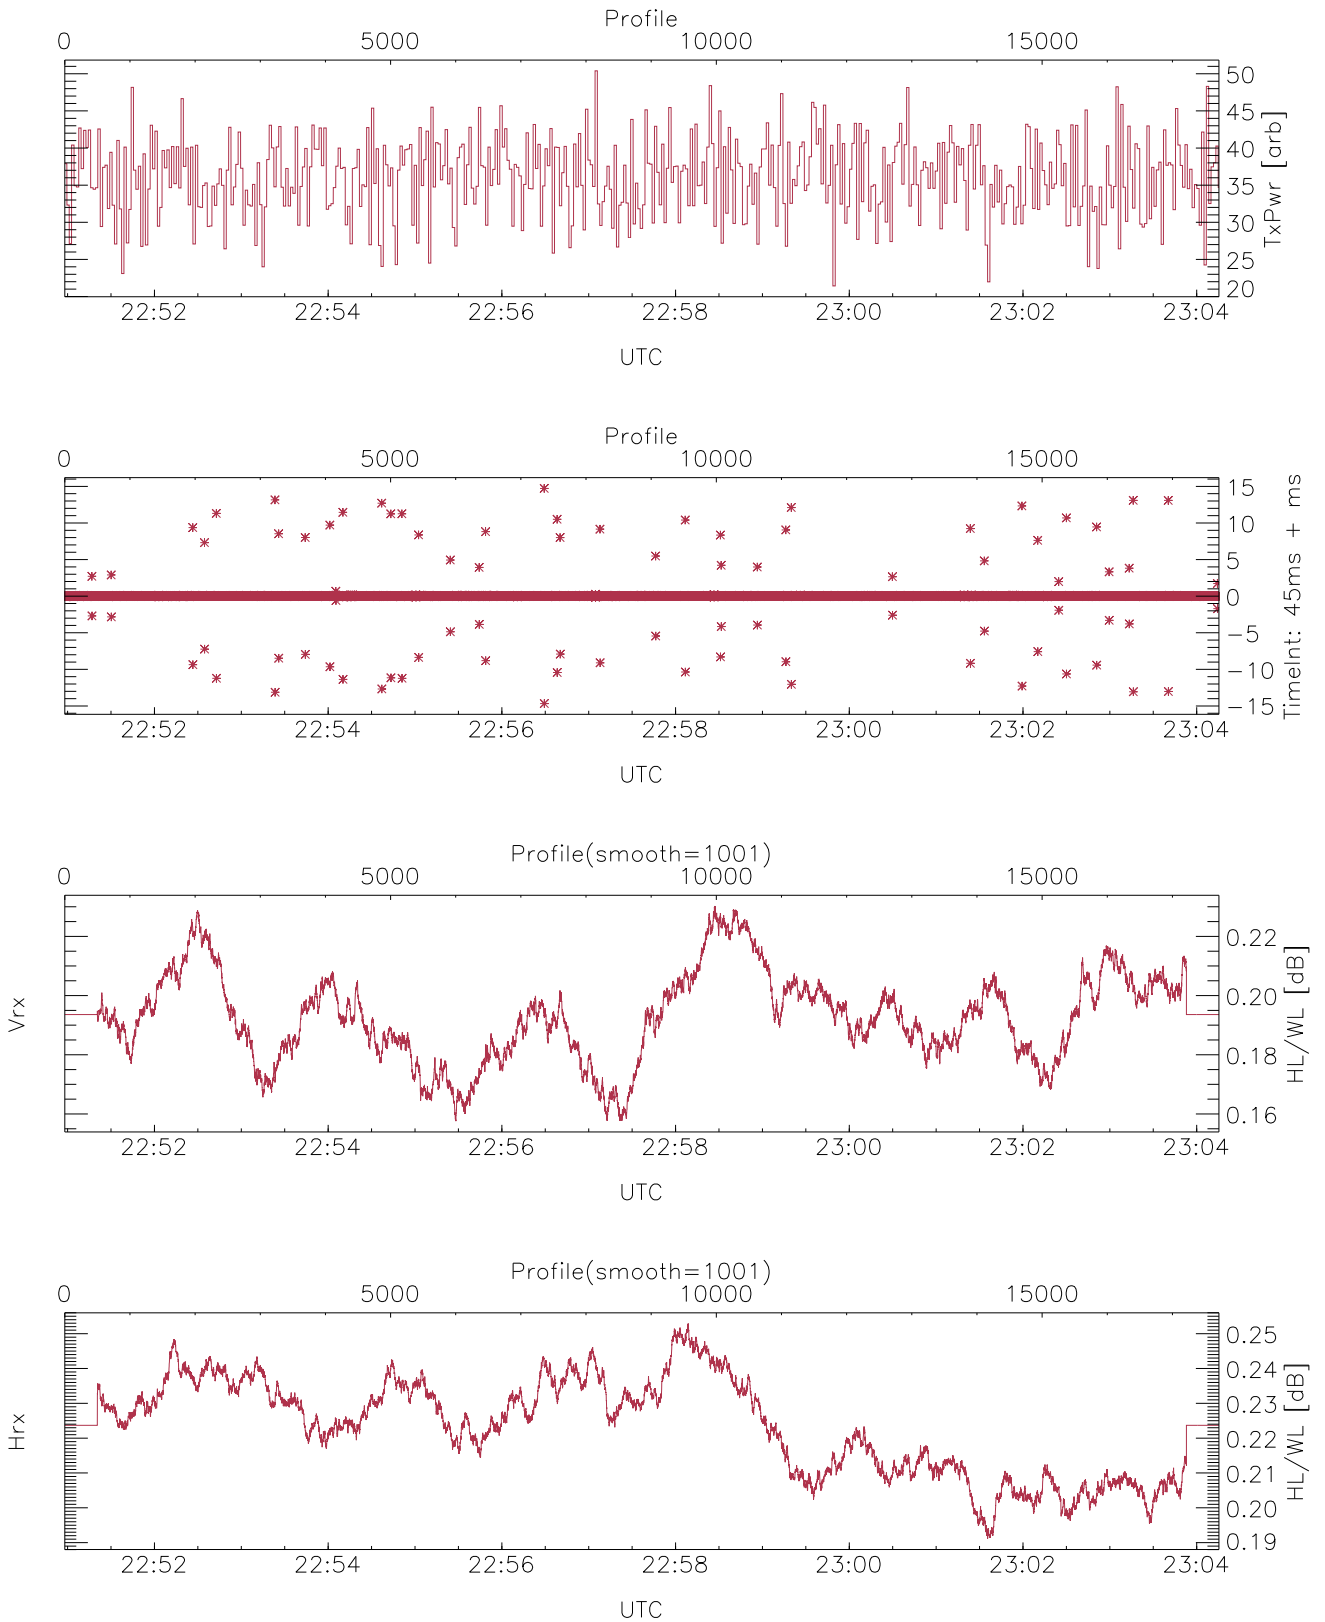 Profile
0 5000 10000 15000
50
45
40
35
30
25
20
TxPwr [arb]
22:52 22:54 22:56 22:58 23:00 23:02 23:04
UTC
Profile
0 5000 10000 15000
15
10
5
0
-5
-10
-15
TimeInt: 45ms + ms
22:52 22:54 22:56 22:58 23:00 23:02 23:04
UTC
Profile(smooth=1001)
0 5000 10000 15000
Vrx
0.22
0.20
0.18
0.16
HL/WL [dB]
22:52 22:54 22:56 22:58 23:00 23:02 23:04
UTC
Profile(smooth=1001)
0 5000 10000 15000
Hrx
0.25
0.24
0.23
0.22
0.21
0.20
0.19
HL/WL [dB]
22:52 22:54 22:56 22:58 23:00 23:02 23:04
UTC